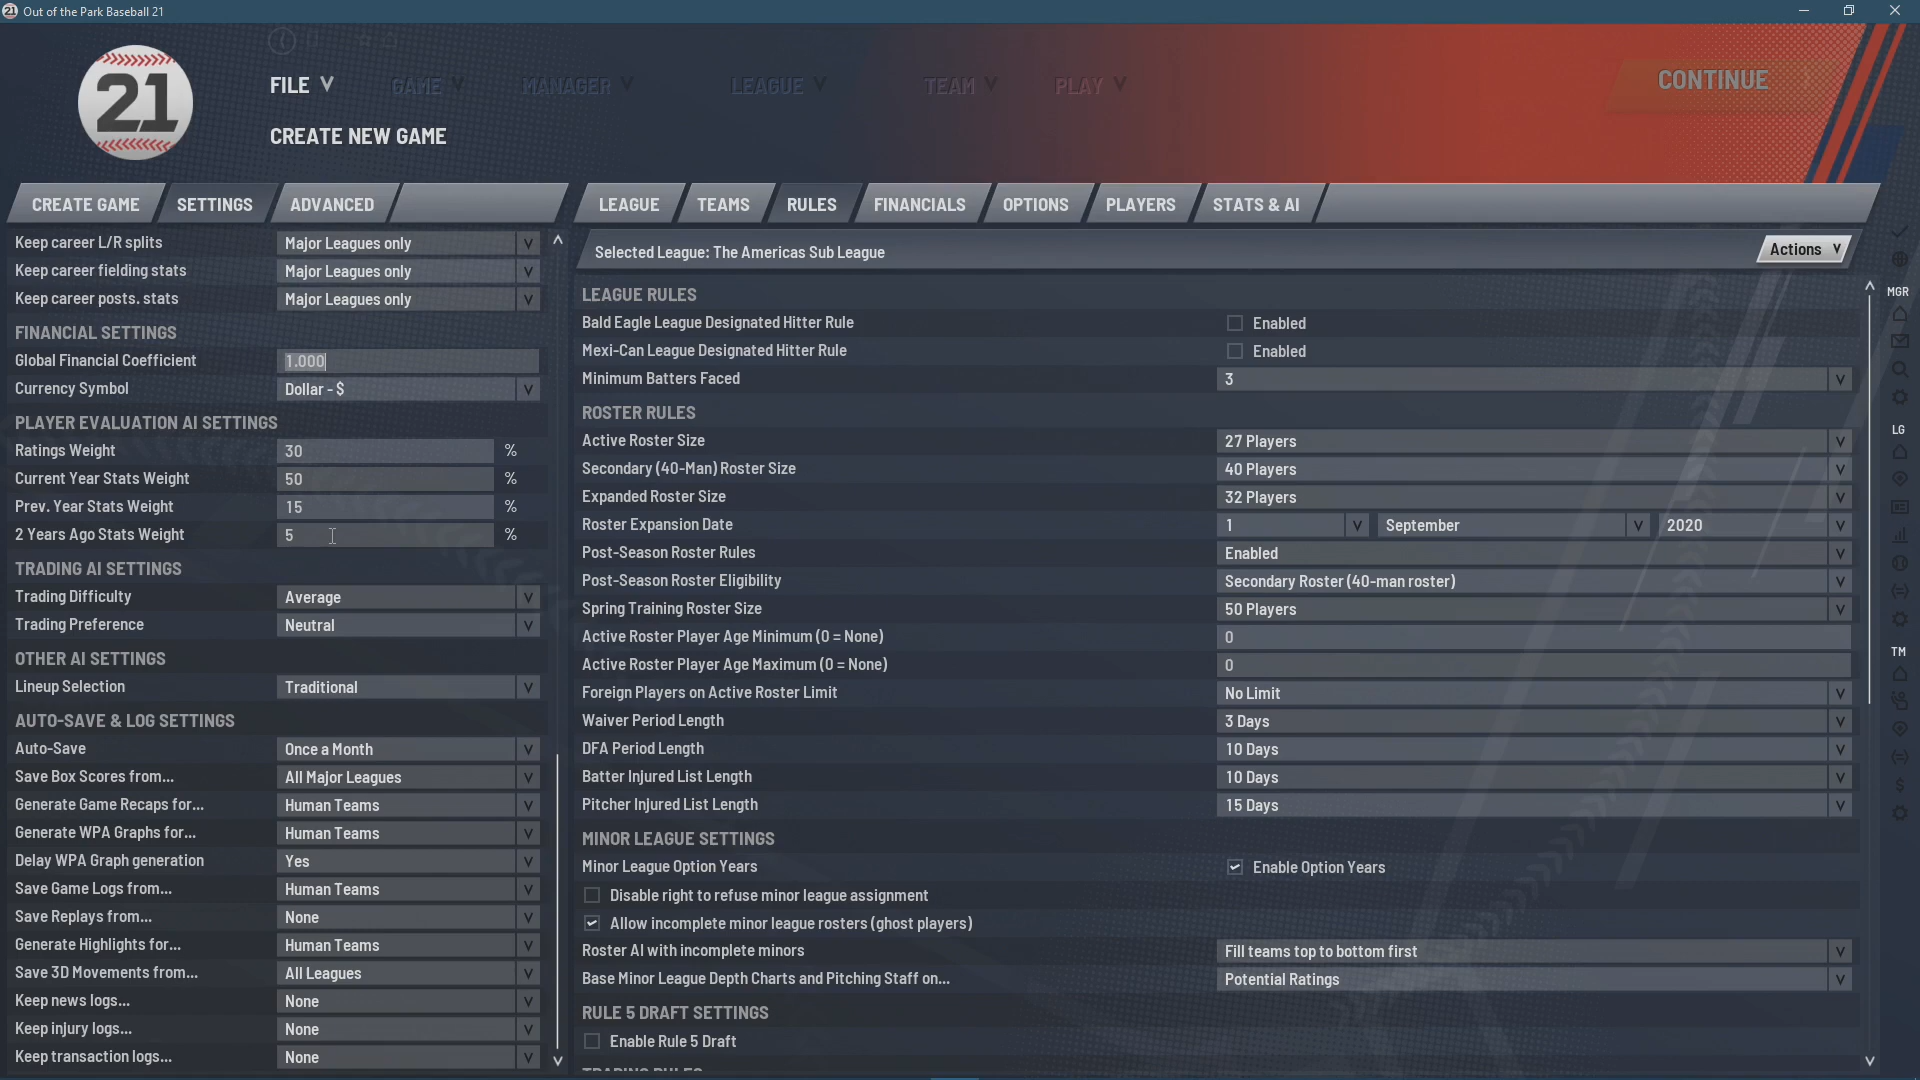 21 Out of the Park Baseball 21
21
FILE
GAME
MANAGER
LEAGUE
TEAM
PLAY
CONTINUE
CREATE NEW GAME
CREATE GAME
SETTINGS
ADVANCED
LEAGUE
TEAMS
RULES
FINANCIALS
OPTIONS
PLAYERS
STATS & AI
Keep career L/R splits Major Leagues only
Keep career fielding stats Major Leagues only
Keep career posts. stats Major Leagues only
FINANCIAL SETTINGS
Global Financial Coefficient 1.000
Currency Symbol Dollar - $
PLAYER EVALUATION AI SETTINGS
Ratings Weight 30 %
Current Year Stats Weight 50 %
Prev. Year Stats Weight 15 %
2 Years Ago Stats Weight 5 %
TRADING AI SETTINGS
Trading Difficulty Average
Trading Preference Neutral
OTHER AI SETTINGS
Lineup Selection Traditional
AUTO-SAVE & LOG SETTINGS
Auto-Save Once a Month
Save Box Scores from... All Major Leagues
Generate Game Recaps for... Human Teams
Generate WPA Graphs for... Human Teams
Delay WPA Graph generation Yes
Save Game Logs from... Human Teams
Save Replays from... None
Generate Highlights for... Human Teams
Save 3D Movements from... All Leagues
Keep news logs... None
Keep injury logs... None
Keep transaction logs... None
Selected League: The Americas Sub League
Actions
LEAGUE RULES
Bald Eagle League Designated Hitter Rule Enabled
Mexi-Can League Designated Hitter Rule Enabled
Minimum Batters Faced 3
ROSTER RULES
Active Roster Size 27 Players
Secondary (40-Man) Roster Size 40 Players
Expanded Roster Size 32 Players
Roster Expansion Date 1 September 2020
Post-Season Roster Rules Enabled
Post-Season Roster Eligibility Secondary Roster (40-man roster)
Spring Training Roster Size 50 Players
Active Roster Player Age Minimum (0 = None) 0
Active Roster Player Age Maximum (0 = None) 0
Foreign Players on Active Roster Limit No Limit
Waiver Period Length 3 Days
DFA Period Length 10 Days
Batter Injured List Length 10 Days
Pitcher Injured List Length 15 Days
MINOR LEAGUE SETTINGS
Minor League Option Years Enable Option Years
Disable right to refuse minor league assignment
Allow incomplete minor league rosters (ghost players)
Roster AI with incomplete minors Fill teams top to bottom first
Base Minor League Depth Charts and Pitching Staff on... Potential Ratings
RULE 5 DRAFT SETTINGS
Enable Rule 5 Draft
MGR
LG
TM